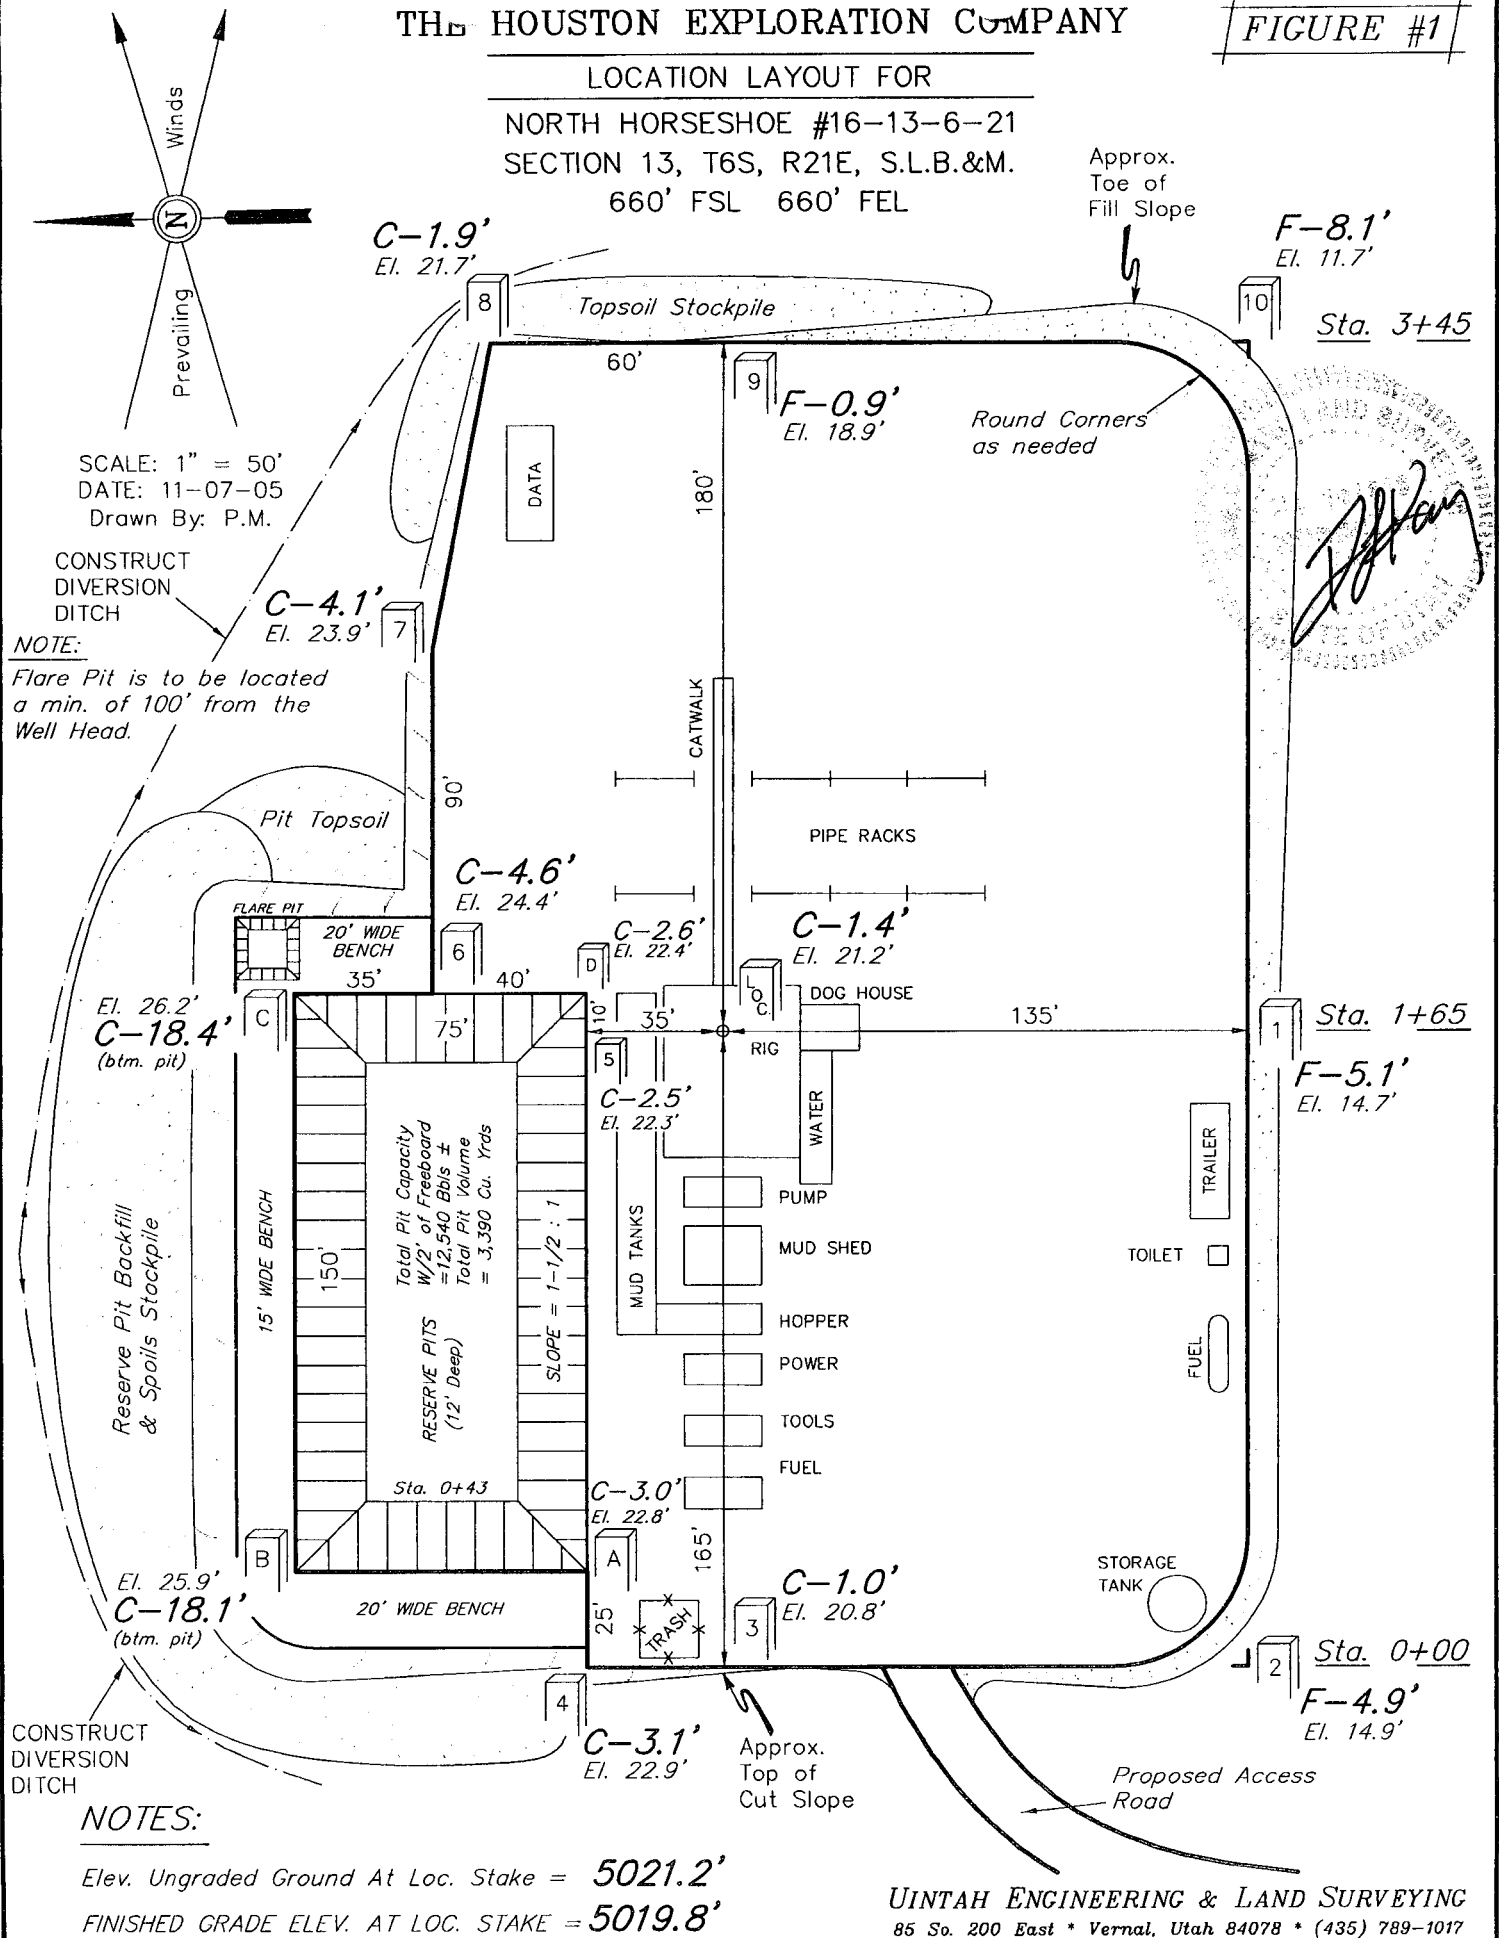 THE HOUSTON EXPLORATION COMPANY
FIGURE #1
LOCATION LAYOUT FOR
NORTH HORSESHOE #16-13-6-21
SECTION 13, T6S, R21E, S.L.B.&M.
660' FSL 660' FEL
Winds
N
Prevailing
SCALE: 1" = 50'
DATE: 11-07-05
Drawn By: P.M.
CONSTRUCT
DIVERSION
DITCH
NOTE:
Flare Pit is to be located
a min. of 100' from the
Well Head.
Approx.
Toe of
Fill Slope
C-1.9'
El. 21.7'
8
Topsoil Stockpile
F-8.1'
El. 11.7'
10
Sta. 3+45
60'
9
F-0.9'
El. 18.9'
Round Corners
as needed
LAND SURVE
STATE OF UTAH
DATA
180'
C-4.1'
El. 23.9'
7
CATWALK
90'
Pit Topsoil
PIPE RACKS
C-4.6'
El. 24.4'
6
FLARE PIT
20' WIDE
BENCH
35'
40'
D
C-2.6'
El. 22.4'
C-1.4'
El. 21.2'
LOC.
DOG HOUSE
El. 26.2'
C-18.4'
(btm. pit)
C
75'
10'
35'
135'
RIG
1
Sta. 1+65
F-5.1'
El. 14.7'
5
C-2.5'
El. 22.3'
WATER
Total Pit Capacity
W/2' of Freeboard
=12,540 Bbls ±
Total Pit Volume
= 3,390 Cu. Yrds
RESERVE PITS
(12' Deep)
SLOPE = 1-1/2 : 1
150'
15' WIDE BENCH
Reserve Pit Backfill
& Spoils Stockpile
MUD TANKS
PUMP
MUD SHED
HOPPER
POWER
TOOLS
FUEL
TRAILER
TOILET
FUEL
Sta. 0+43
C-3.0'
El. 22.8'
A
B
El. 25.9'
C-18.1'
(btm. pit)
20' WIDE BENCH
25'
TRASH
165'
3
C-1.0'
El. 20.8'
STORAGE
TANK
2
Sta. 0+00
F-4.9'
El. 14.9'
4
C-3.1'
El. 22.9'
Approx.
Top of
Cut Slope
Proposed Access
Road
CONSTRUCT
DIVERSION
DITCH
NOTES:
Elev. Ungraded Ground At Loc. Stake = 5021.2'
FINISHED GRADE ELEV. AT LOC. STAKE = 5019.8'
UINTAH ENGINEERING & LAND SURVEYING
85 So. 200 East * Vernal, Utah 84078 * (435) 789-1017